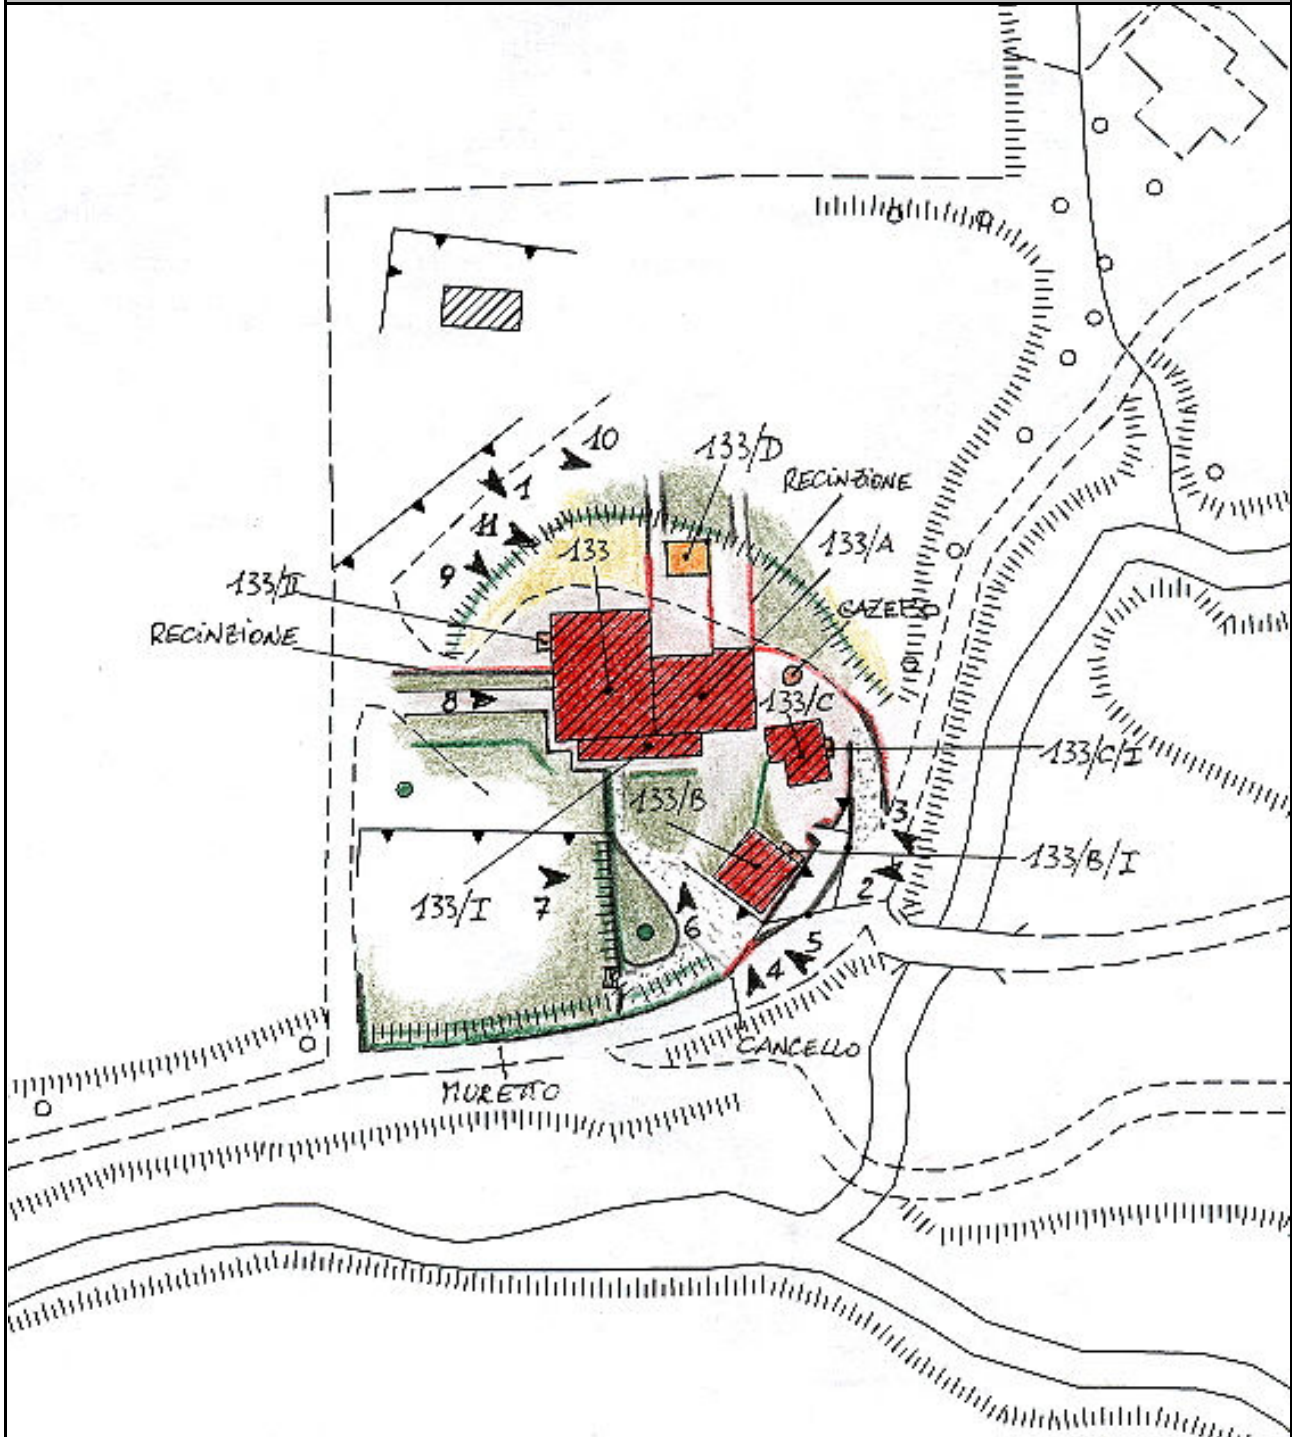 10
133/D
1
RECINZIONE
11
133
133/A
9
133/II
GAZEBO
RECINZIONE
8
133/C
133/C/I
133/B
3
133/B/I
7
133/I
2
6
5
4
CANCELLO
MURETTO